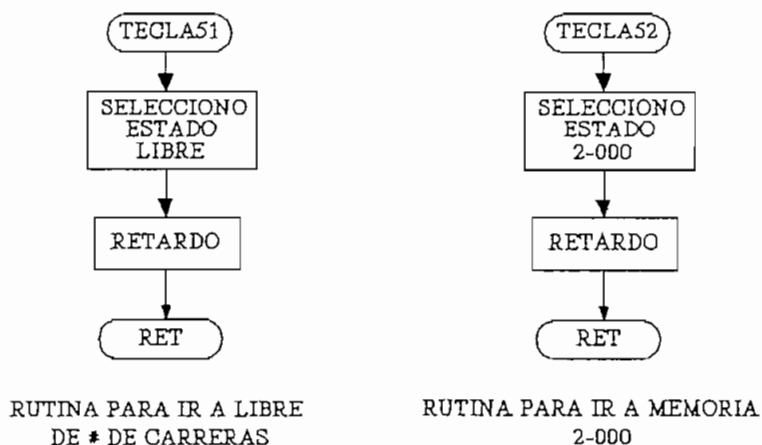 TECLA51
SELECCIONO
ESTADO
LIBRE
RETARDO
RET
RUTINA PARA IR A LIBRE
DE # DE CARRERAS
TECLA52
SELECCIONO
ESTADO
2-000
RETARDO
RET
RUTINA PARA IR A MEMORIA
2-000